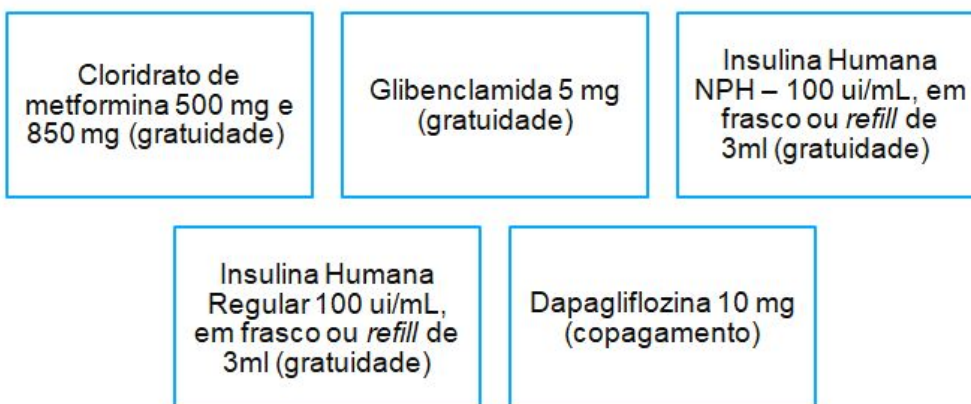 Cloridrato de
metformina 500 mg e
850 mg (gratuidade)
Glibenclamida 5 mg
(gratuidade)
Insulina Humana
NPH – 100 ui/mL, em
frasco ou refill de
3ml (gratuidade)
Insulina Humana
Regular 100 ui/mL,
em frasco ou refill de
3ml (gratuidade)
Dapagliflozina 10 mg
(copagamento)